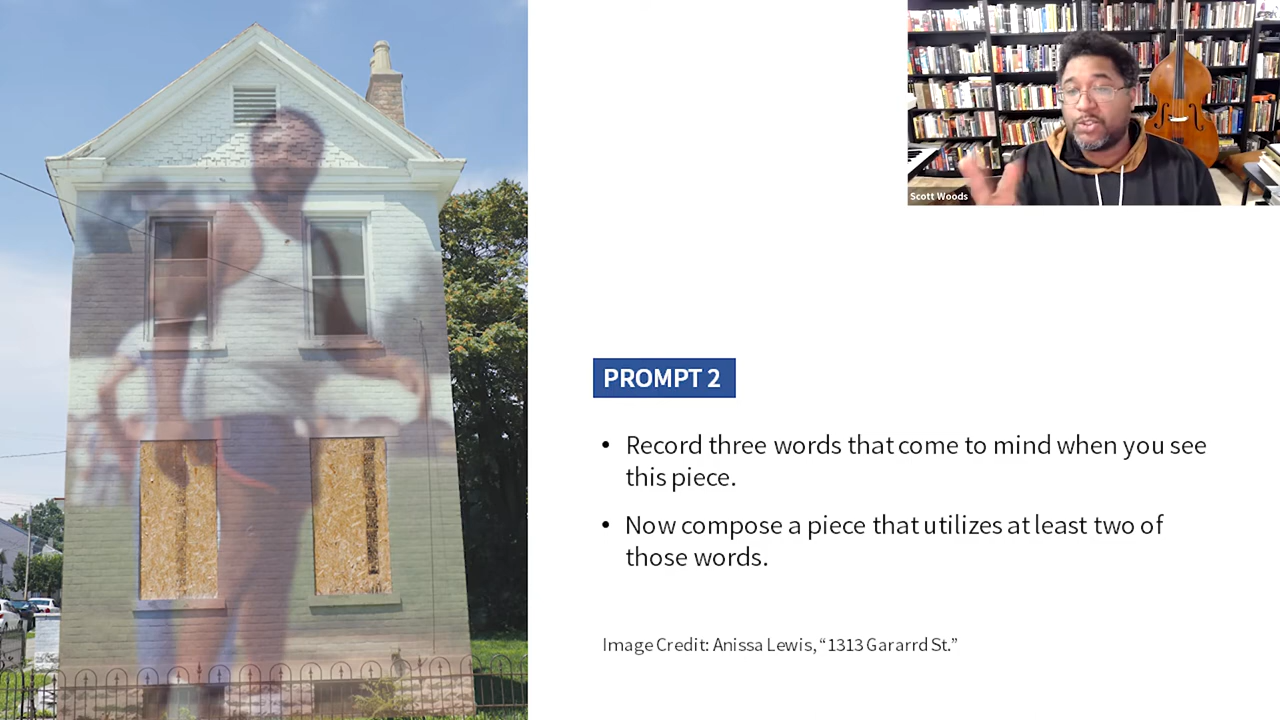 Scott Woods
PROMPT 2
• Record three words that come to mind when you see
this piece.
• Now compose a piece that utilizes at least two of
those words.
Image Credit: Anissa Lewis, “1313 Gararrd St.”